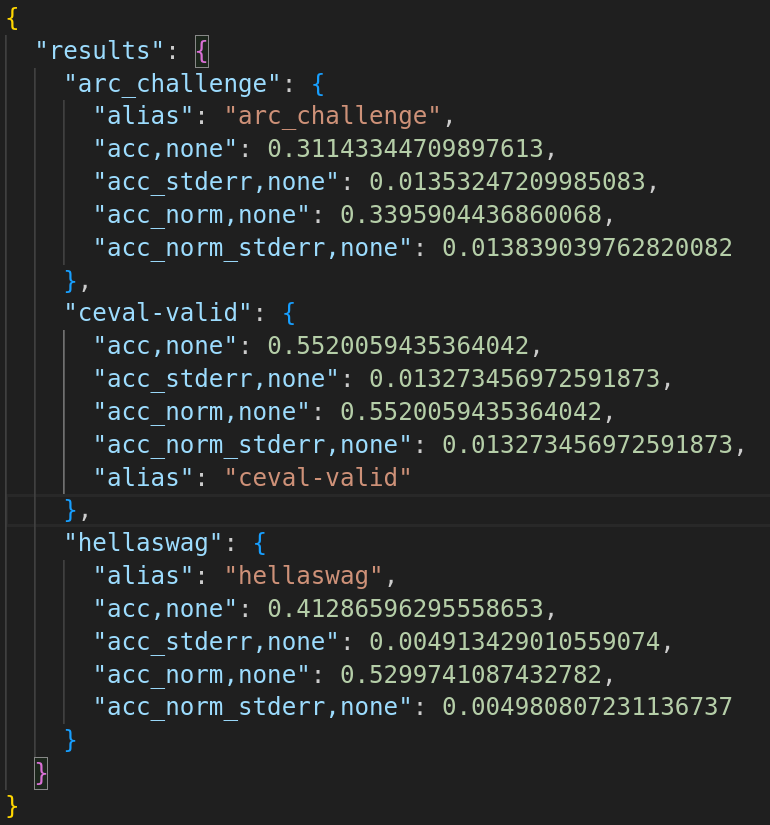 {
  "results": {
    "arc_challenge": {
      "alias": "arc_challenge",
      "acc,none": 0.31143344709897613,
      "acc_stderr,none": 0.01353247209985083,
      "acc_norm,none": 0.3395904436860068,
      "acc_norm_stderr,none": 0.013839039762820082
    },
    "ceval-valid": {
      "acc,none": 0.5520059435364042,
      "acc_stderr,none": 0.013273456972591873,
      "acc_norm,none": 0.5520059435364042,
      "acc_norm_stderr,none": 0.013273456972591873,
      "alias": "ceval-valid"
    },
    "hellaswag": {
      "alias": "hellaswag",
      "acc,none": 0.41286596295558653,
      "acc_stderr,none": 0.004913429010559074,
      "acc_norm,none": 0.5299741087432782,
      "acc_norm_stderr,none": 0.004980807231136737
    }
  }
}